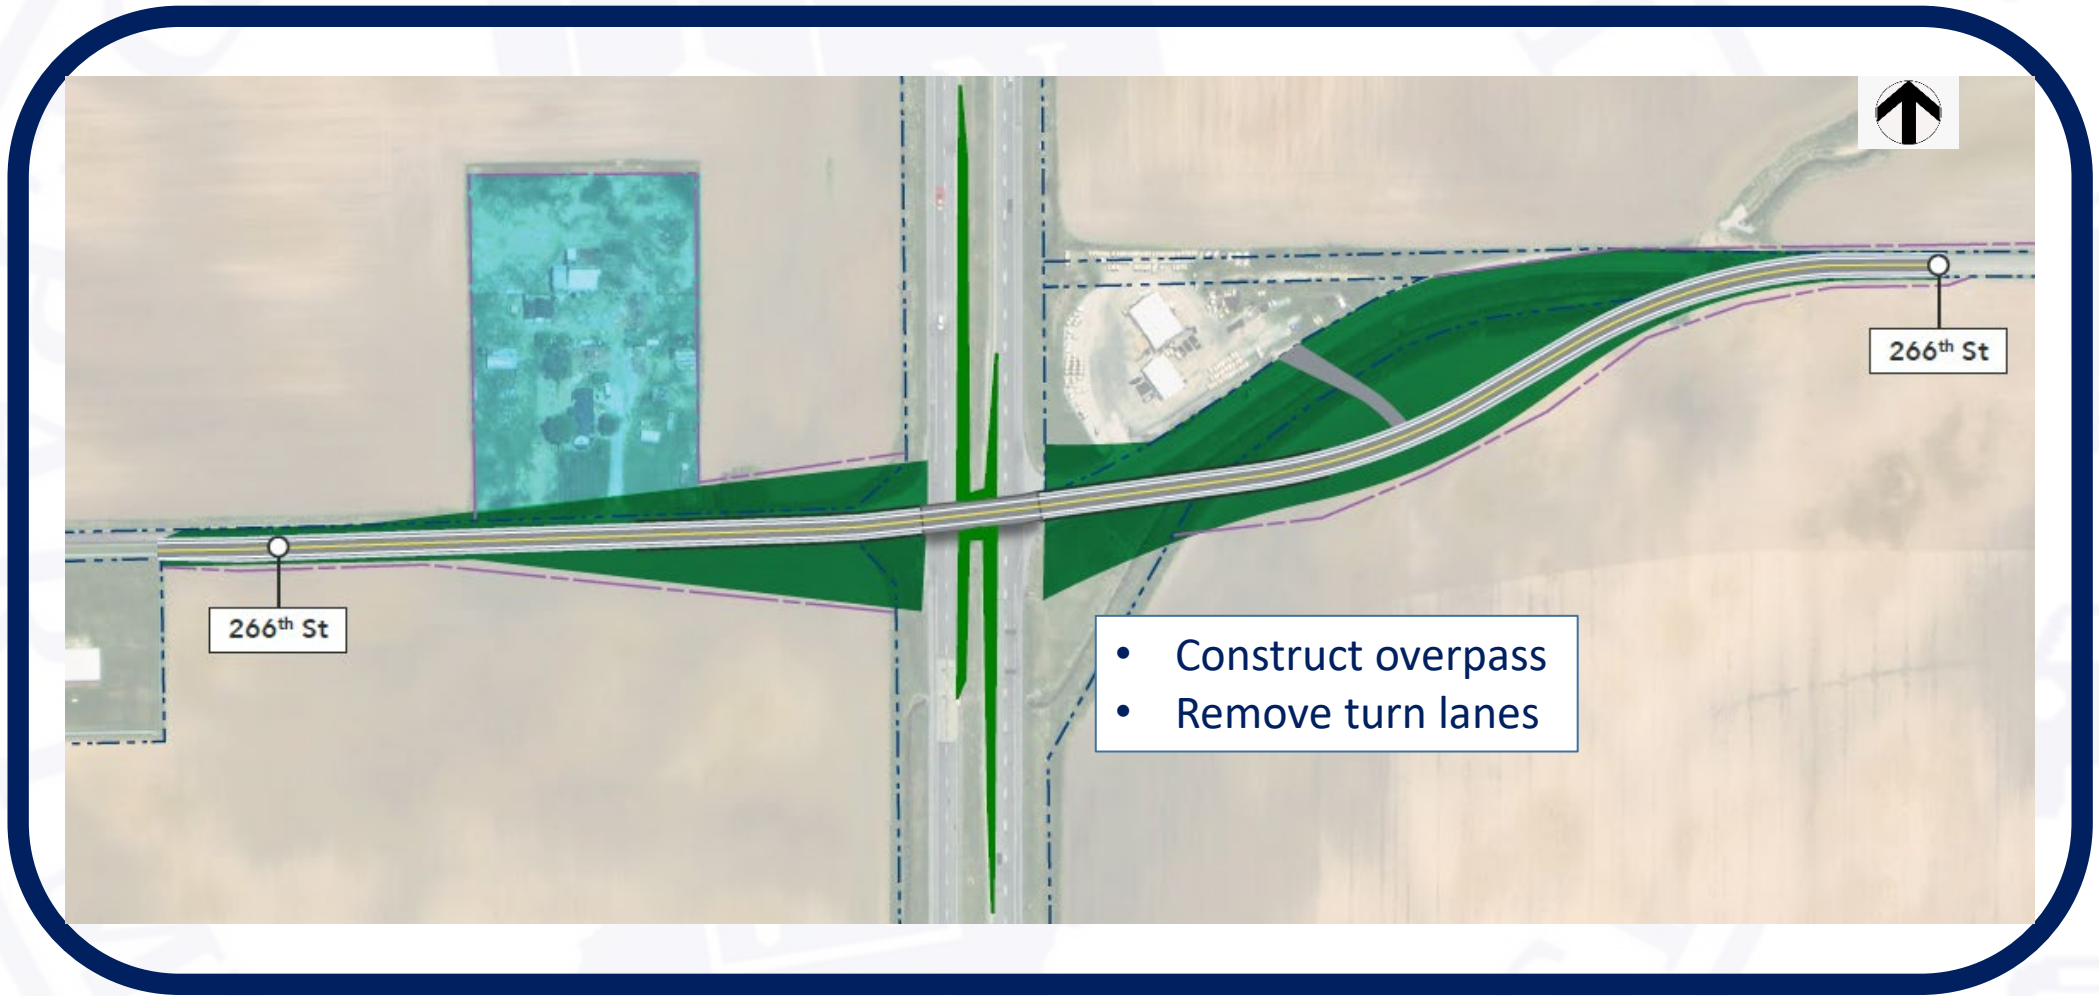 266th St
266th St
• Construct overpass
• Remove turn lanes